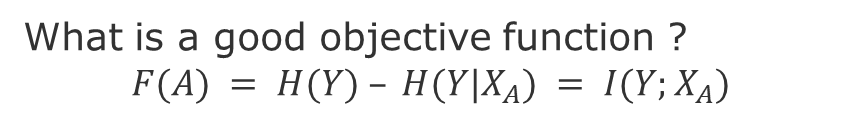 What is a good objective function ?
F(A) = H(Y) – H(Y|X_A) = I(Y; X_A)